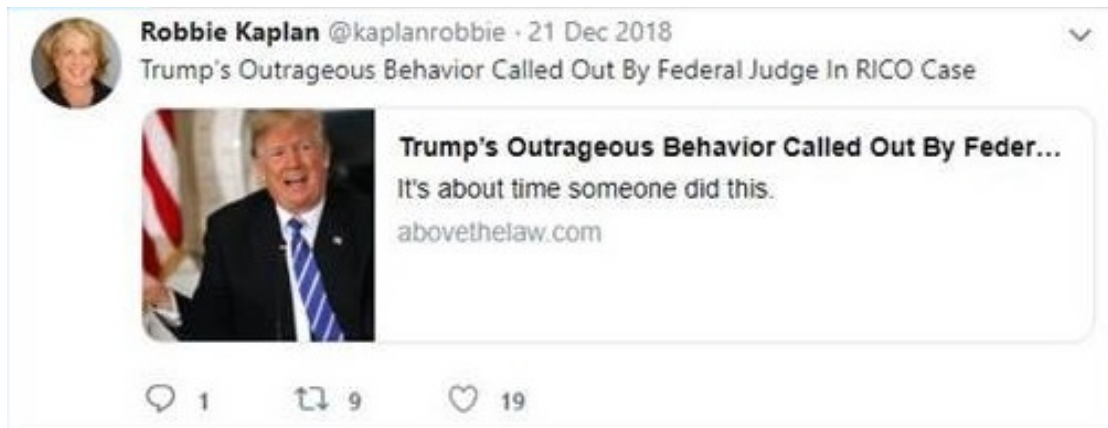 Robbie Kaplan @kaplanrobbie · 21 Dec 2018
Trump's Outrageous Behavior Called Out By Federal Judge In RICO Case
Trump's Outrageous Behavior Called Out By Feder...
It's about time someone did this.
abovethelaw.com
1 9 19